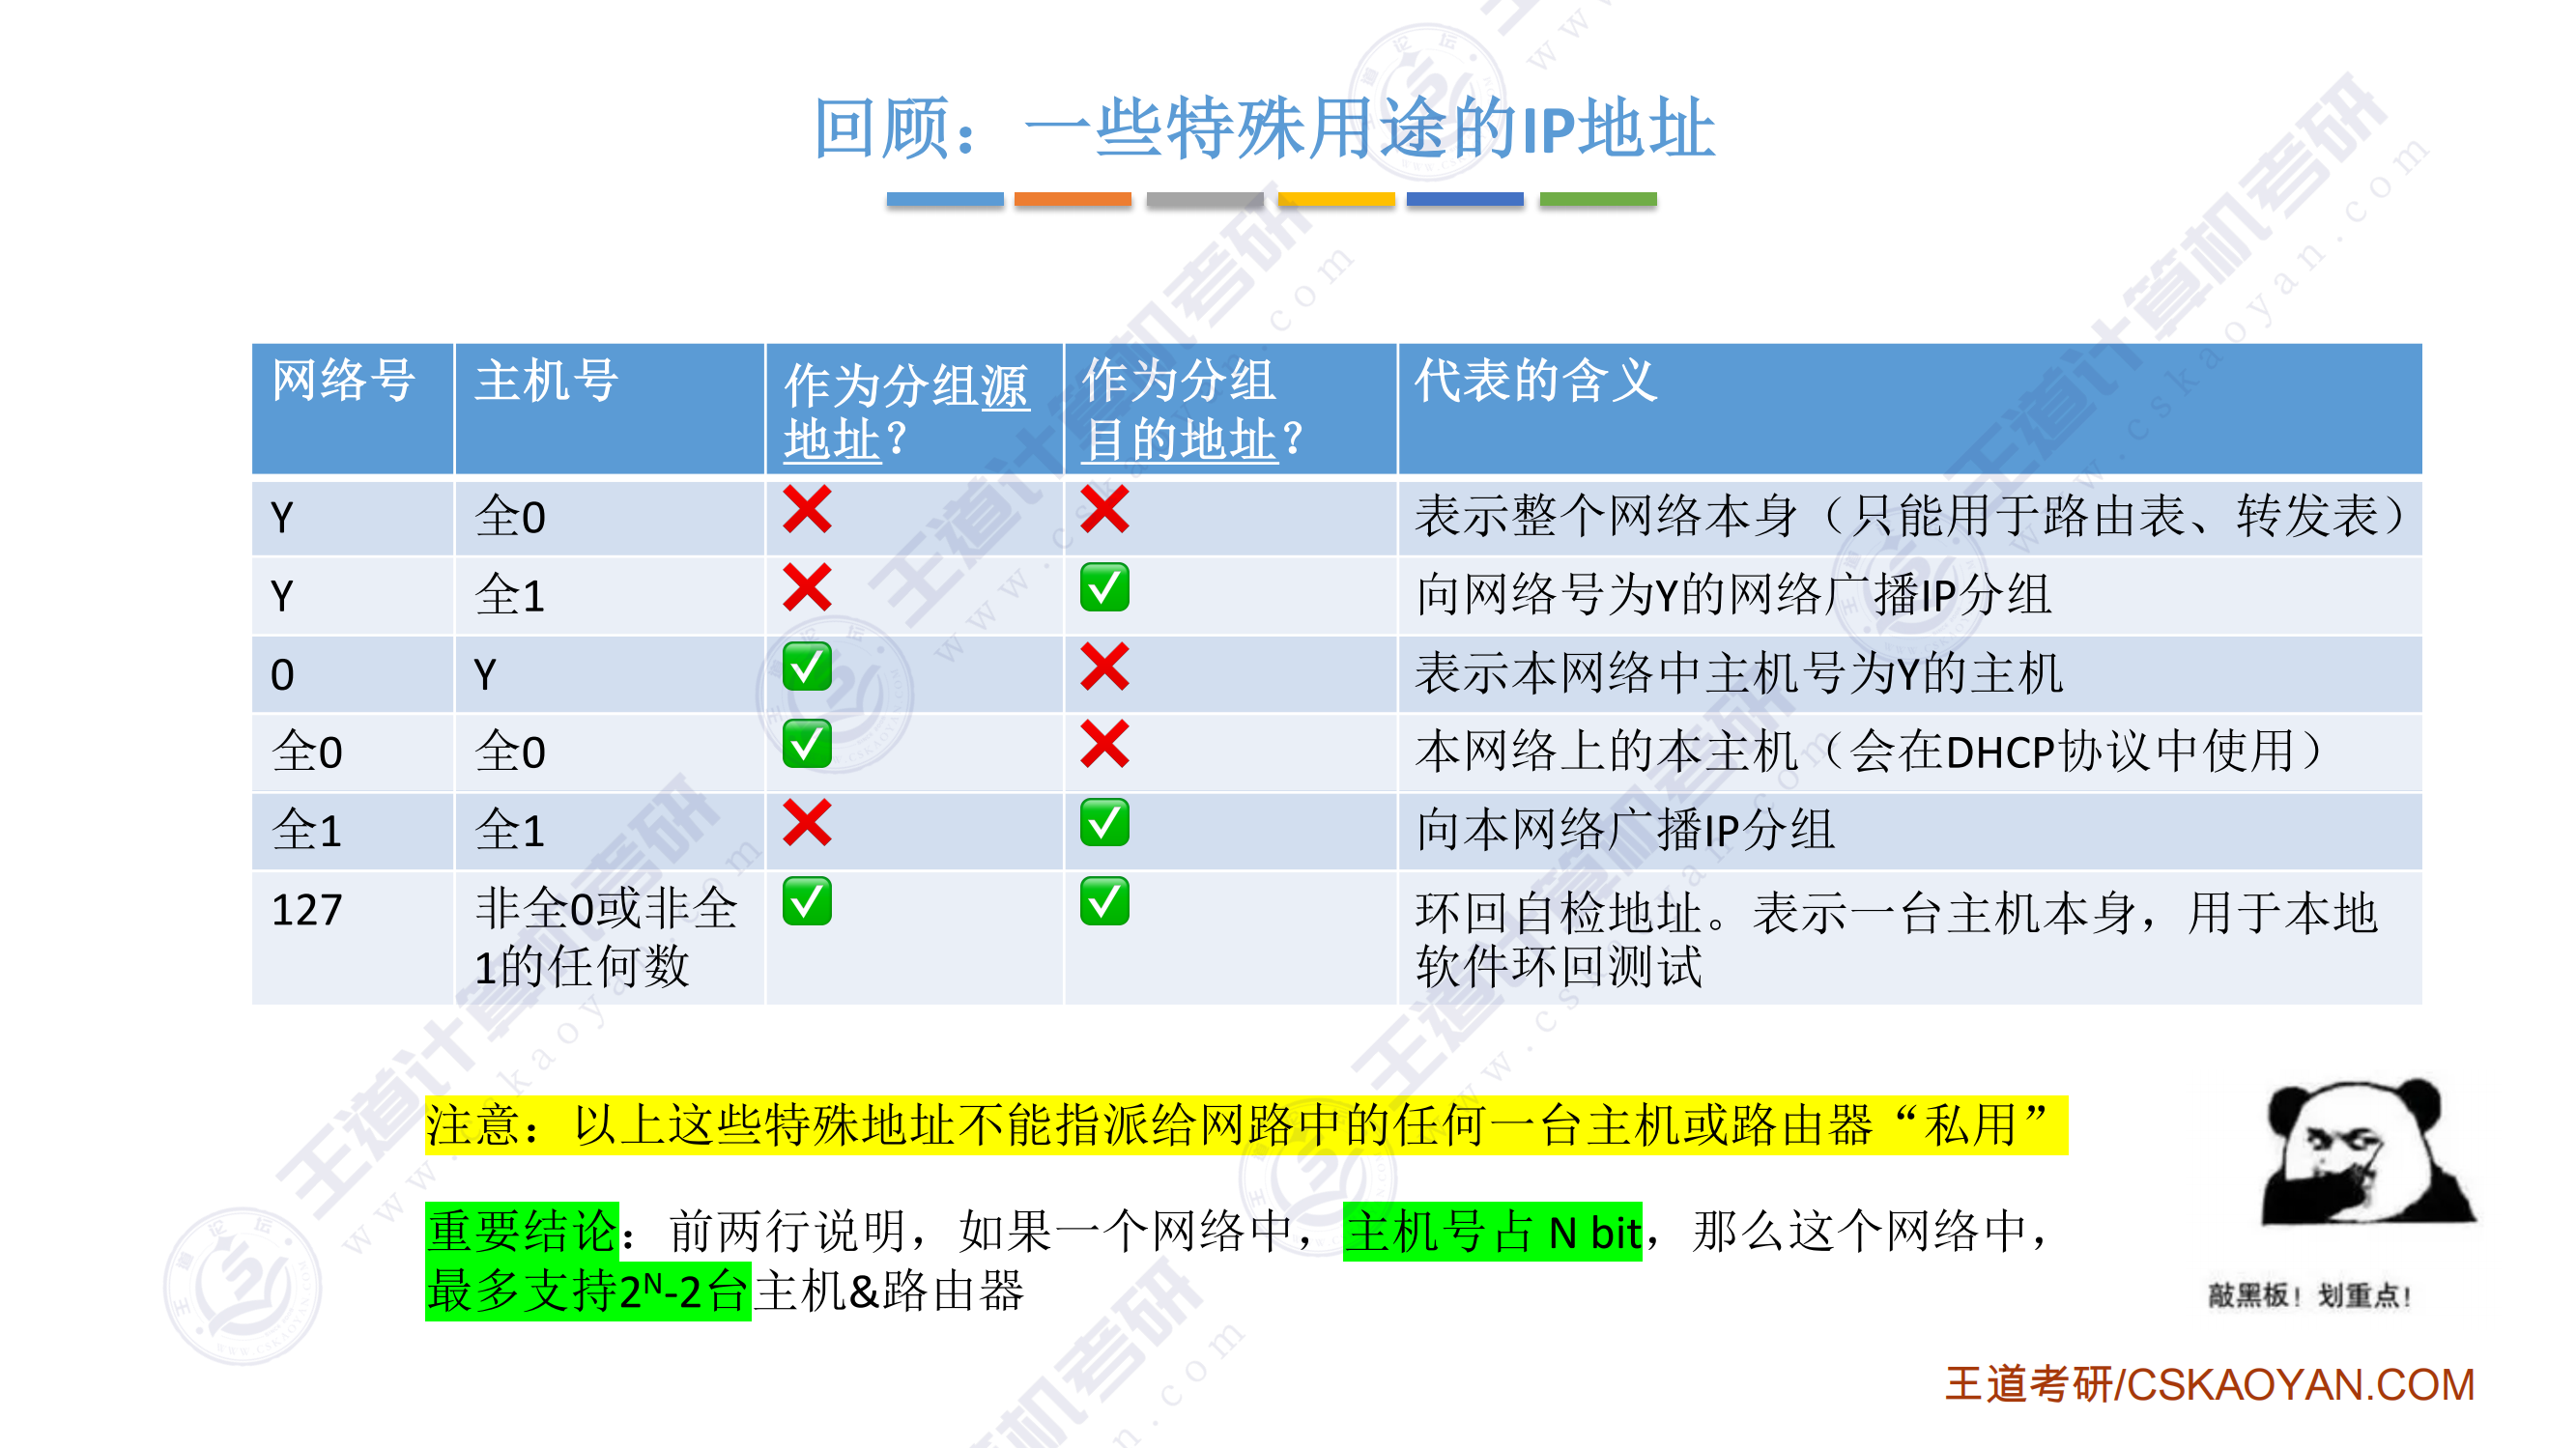 回顾：一些特殊用途的IP地址
网络号 主机号 作为分组源地址？ 作为分组目的地址？ 代表的含义
Y 全0 ❌ ❌ 表示整个网络本身（只能用于路由表、转发表）
Y 全1 ❌ ✅ 向网络号为Y的网络广播IP分组
0 Y ✅ ❌ 表示本网络中主机号为Y的主机
全0 全0 ✅ ❌ 本网络上的本主机（会在DHCP协议中使用）
全1 全1 ❌ ✅ 向本网络广播IP分组
127 非全0或非全1的任何数 ✅ ✅ 环回自检地址。表示一台主机本身，用于本地软件环回测试
注意：以上这些特殊地址不能指派给网路中的任何一台主机或路由器“私用”
重要结论：前两行说明，如果一个网络中，主机号占 N bit，那么这个网络中，
最多支持2ᴺ-2台主机&路由器
敲黑板！划重点！
王道考研/CSKAOYAN.COM
王道计算机考研
www.cskaoyan.com